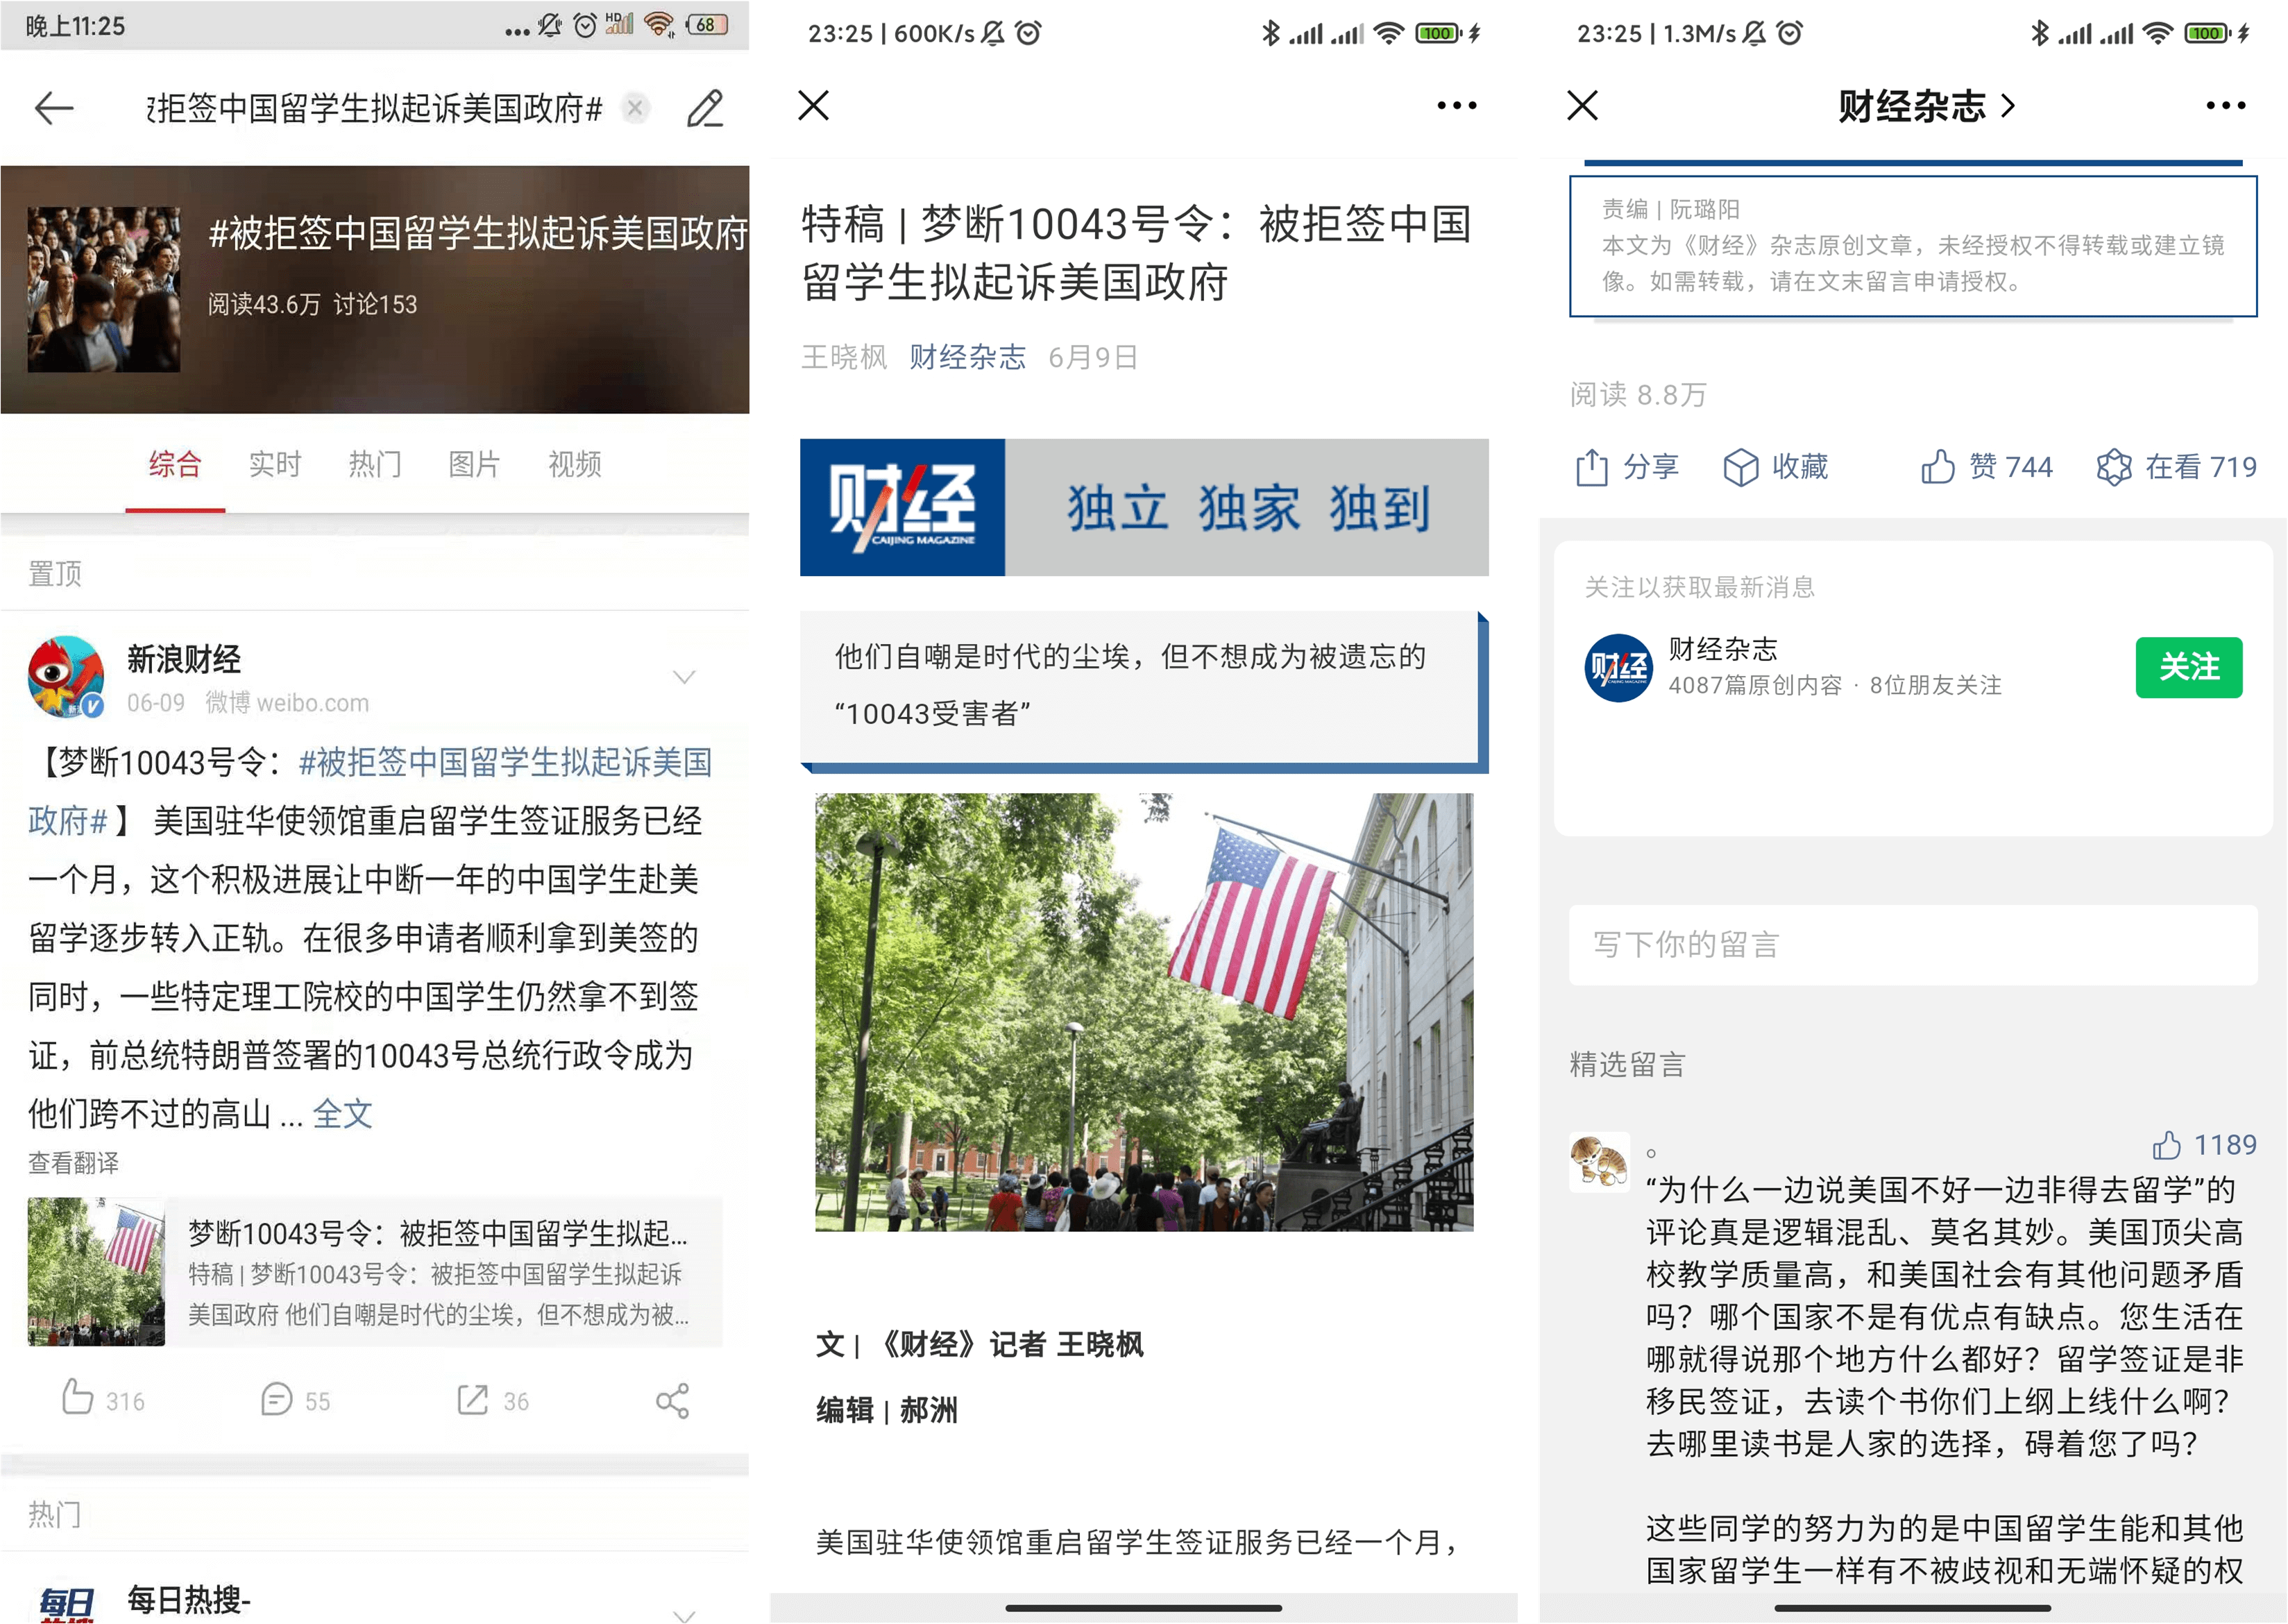 晚上11:25
HD
68
被拒签中国留学生拟起诉美国政府#
#被拒签中国留学生拟起诉美国政府
阅读43.6万 讨论153
综合 实时 热门 图片 视频
置顶
新浪财经
06-09 微博 weibo.com
【梦断10043号令：#被拒签中国留学生拟起诉美国
政府#】 美国驻华使领馆重启留学生签证服务已经
一个月，这个积极进展让中断一年的中国学生赴美
留学逐步转入正轨。在很多申请者顺利拿到美签的
同时，一些特定理工院校的中国学生仍然拿不到签
证，前总统特朗普签署的10043号总统行政令成为
他们跨不过的高山 ... 全文
查看翻译
梦断10043号令：被拒签中国留学生拟起...
特稿 | 梦断10043号令：被拒签中国留学生拟起诉
美国政府 他们自嘲是时代的尘埃，但不想成为被...
316 55 36
热门
每日
每日热搜-
23:25 | 600K/s
100
特稿 | 梦断10043号令：被拒签中国
留学生拟起诉美国政府
王晓枫 财经杂志 6月9日
财经
CAIJING MAGAZINE
独立 独家 独到
他们自嘲是时代的尘埃，但不想成为被遗忘的
“10043受害者”
文 | 《财经》记者 王晓枫
编辑 | 郝洲
美国驻华使领馆重启留学生签证服务已经一个月，
23:25 | 1.3M/s
100
财经杂志
责编 | 阮璐阳
本文为《财经》杂志原创文章，未经授权不得转载或建立镜
像。如需转载，请在文末留言申请授权。
阅读 8.8万
分享 收藏 赞 744 在看 719
关注以获取最新消息
财经
财经杂志
4087篇原创内容 · 8位朋友关注
关注
写下你的留言
精选留言
。 1189
“为什么一边说美国不好一边非得去留学”的
评论真是逻辑混乱、莫名其妙。美国顶尖高
校教学质量高，和美国社会有其他问题矛盾
吗？哪个国家不是有优点有缺点。您生活在
哪就得说那个地方什么都好？留学签证是非
移民签证，去读个书你们上纲上线什么啊？
去哪里读书是人家的选择，碍着您了吗？
这些同学的努力为的是中国留学生能和其他
国家留学生一样有不被歧视和无端怀疑的权